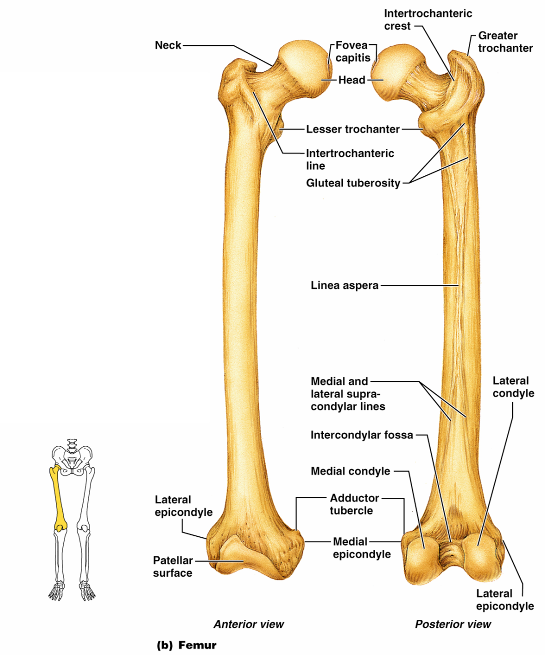 Intertrochanteric
crest
Neck
Fovea
capitis
Greater
trochanter
Head
Lesser trochanter
Intertrochanteric
line
Gluteal tuberosity
Linea aspera
Medial and
lateral supra-
condylar lines
Lateral
condyle
Intercondylar fossa
Medial condyle
Lateral
epicondyle
Adductor
tubercle
Medial
epicondyle
Patellar
surface
Lateral
epicondyle
Anterior view
Posterior view
(b) Femur